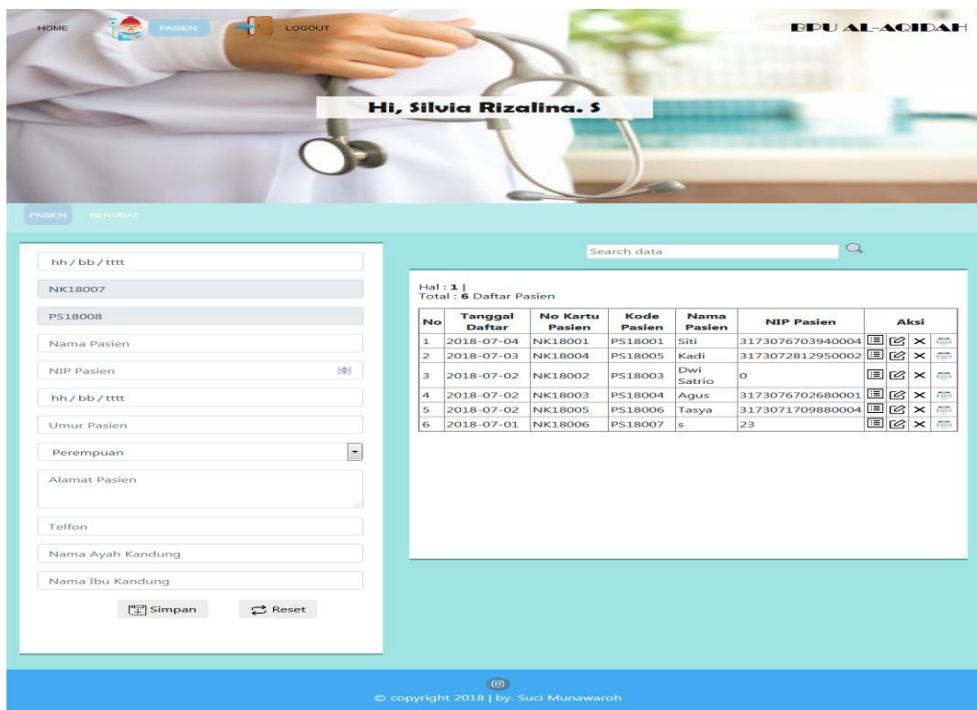 HOME PASIEN LOGOUT
BPU AL-AQIDAH
Hi, Silvia Rizalina. S
PASIEN BEROBAT
hh / bb / tttt
NK18007
PS18008
Nama Pasien
NIP Pasien
hh / bb / tttt
Umur Pasien
Perempuan
Alamat Pasien
Telfon
Nama Ayah Kandung
Nama Ibu Kandung
Simpan Reset
Search data
Hal : 1 |
Total : 6 Daftar Pasien
No Tanggal Daftar No Kartu Pasien Kode Pasien Nama Pasien NIP Pasien Aksi
1 2018-07-04 NK18001 PS18001 Siti 3173076703940004
2 2018-07-03 NK18004 PS18005 Kadi 3173072812950002
3 2018-07-02 NK18002 PS18003 Dwi Satrio 0
4 2018-07-02 NK18003 PS18004 Agus 3173076702680001
5 2018-07-02 NK18005 PS18006 Tasya 3173071709880004
6 2018-07-01 NK18006 PS18007 s 23
© copyright 2018 | by. Suci Munawaroh